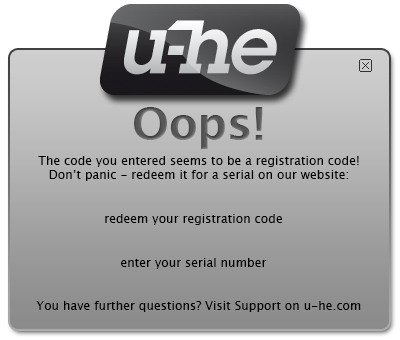 u-he
Oops!
The code you entered seems to be a registration code!
Don't panic - redeem it for a serial on our website:
redeem your registration code
enter your serial number
You have further questions? Visit Support on u-he.com